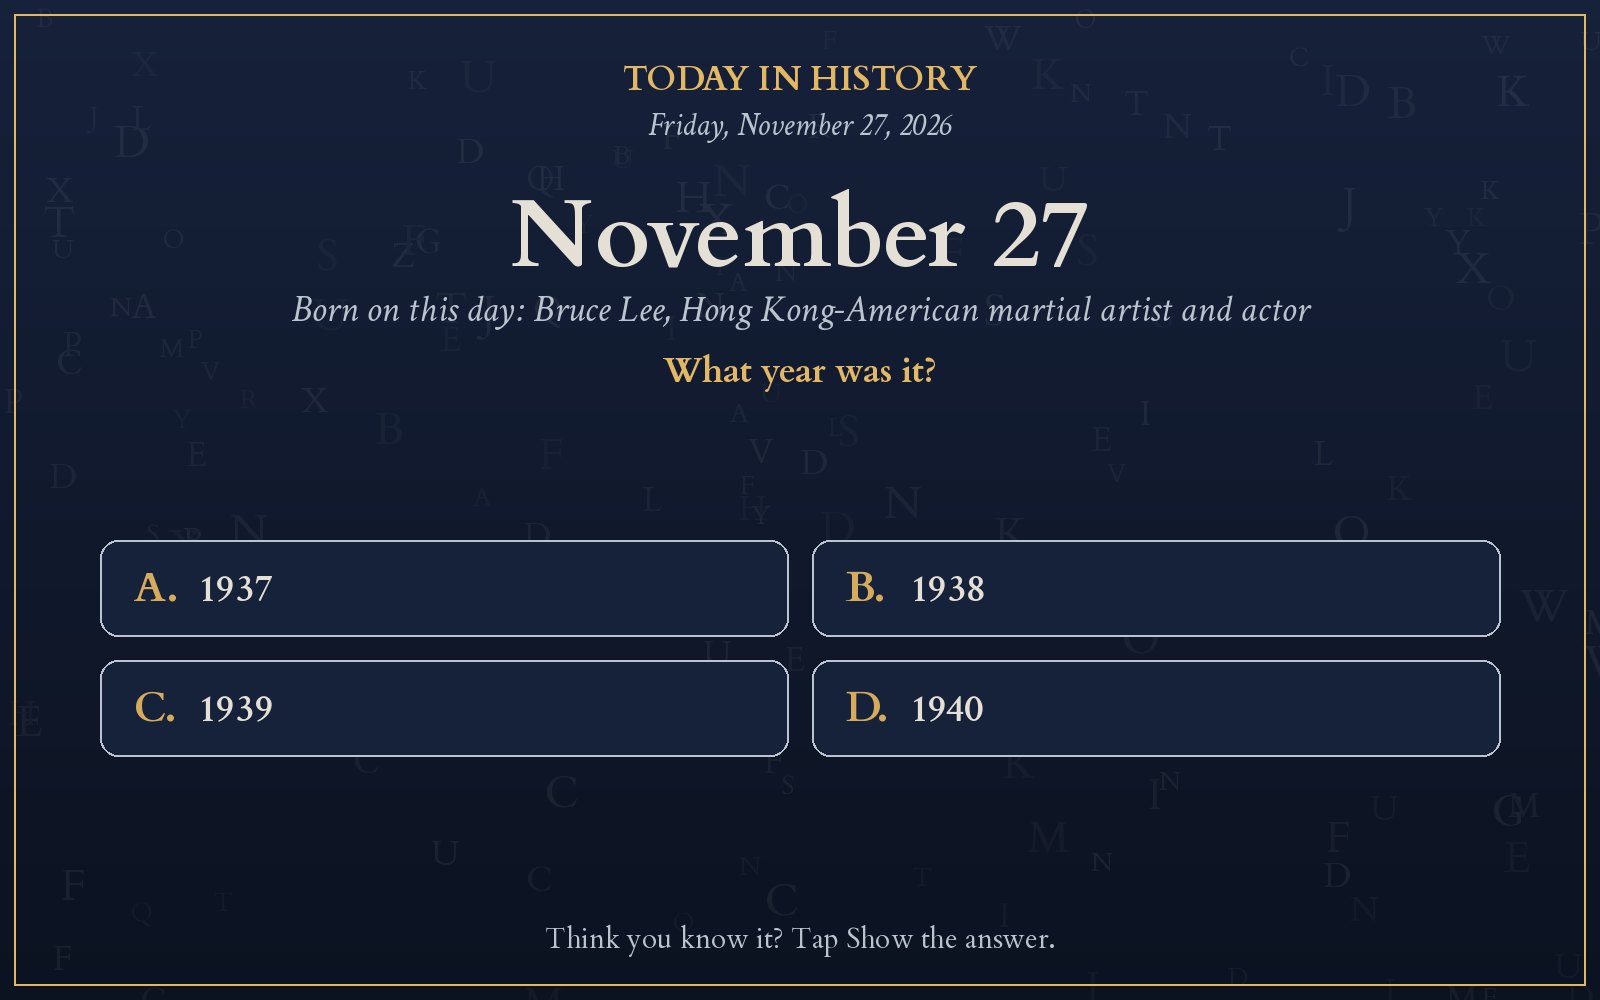 TODAY IN HISTORY
Friday, November 27, 2026
November 27
Born on this day: Bruce Lee, Hong Kong-American martial artist and actor
What year was it?
A. 1937
B. 1938
C. 1939
D. 1940
Think you know it? Tap Show the answer.